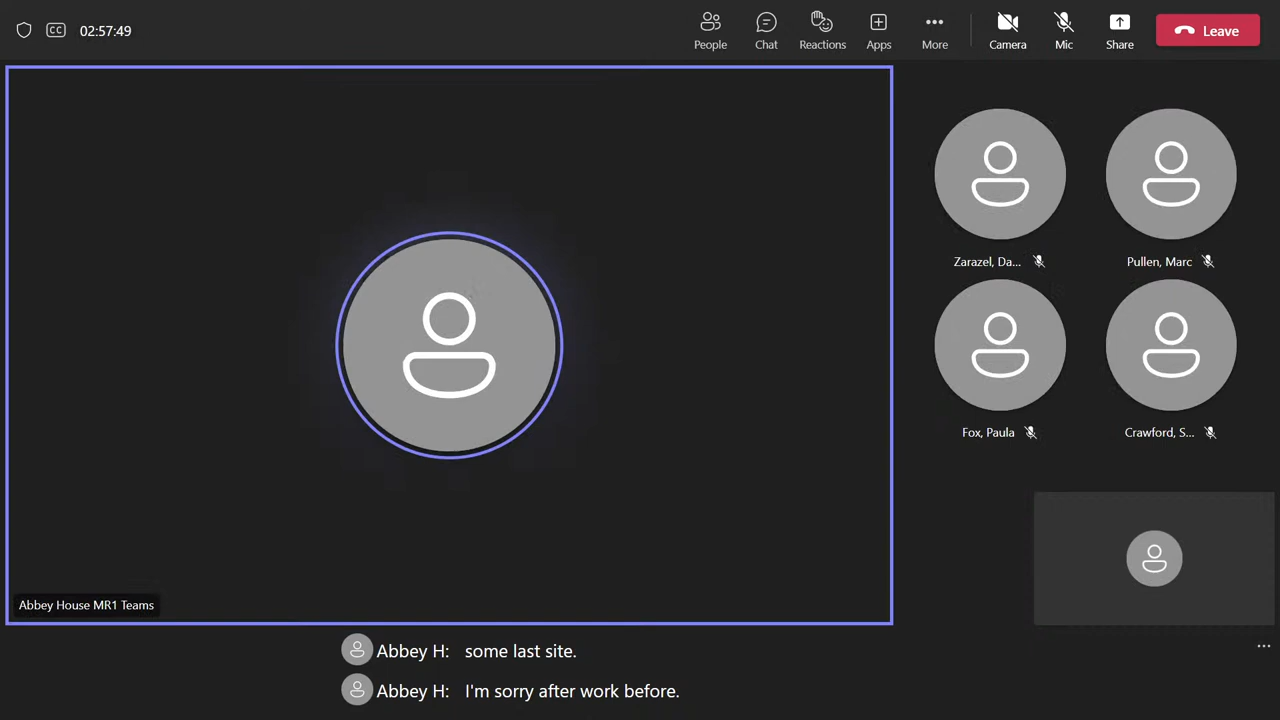 CC
02:57:49
People
Chat
Reactions
Apps
More
Camera
Mic
Share
Leave
Zarazel, Da...
Pullen, Marc
Fox, Paula
Crawford, S...
Abbey House MR1 Teams
Abbey H: some last site.
Abbey H: I'm sorry after work before.